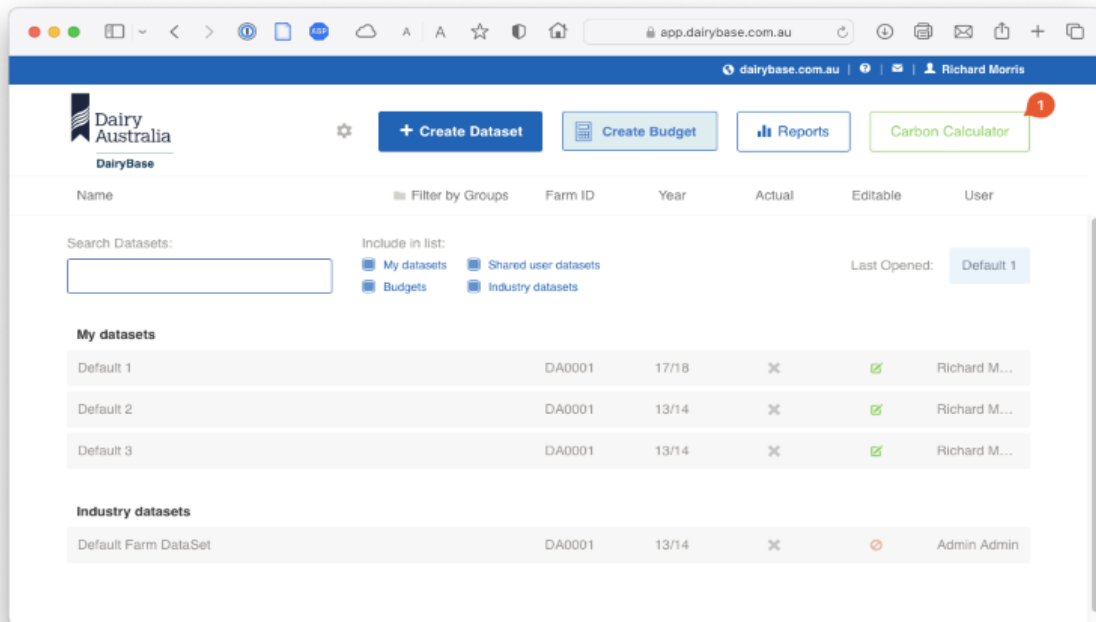 ABP
A A
app.dairybase.com.au
dairybase.com.au | ? | | Richard Morris
Dairy
Australia
DairyBase
+ Create Dataset
Create Budget
Reports
Carbon Calculator
1
Name Filter by Groups Farm ID Year Actual Editable User
Search Datasets:
Include in list:
My datasets Shared user datasets
Budgets Industry datasets
Last Opened: Default 1
My datasets
Default 1 DA0001 17/18 Richard M...
Default 2 DA0001 13/14 Richard M...
Default 3 DA0001 13/14 Richard M...
Industry datasets
Default Farm DataSet DA0001 13/14 Admin Admin